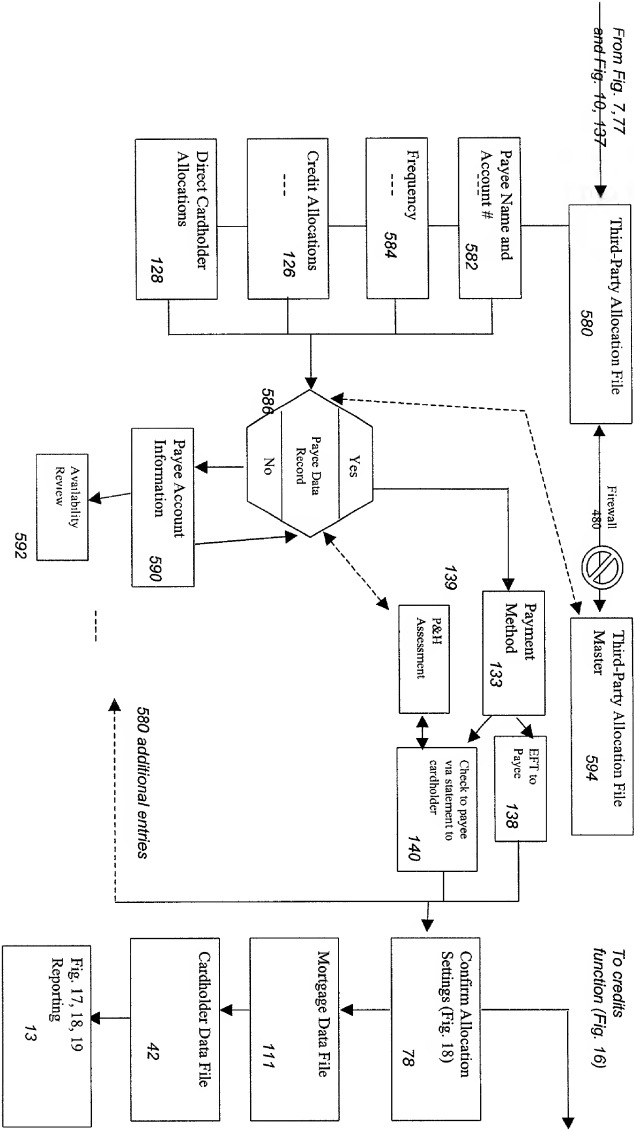 From Fig. 7,77
and Fig. 10, 137
Third-Party Allocation File
580
Firewall
480
Third-Party Allocation File
Master
594
To credits
function (Fig. 16)
Payee Name and
Account #
---
582
Frequency
---
584
Credit Allocations
---
126
Direct Cardholder
Allocations
128
586
Yes
Payee Data
Record
No
Payee Account
Information
590
Availability
Review
592
Payment
Method
133
139
P&H
Assessment
EFT to
Payee
138
Check to payee
via statement to
cardholder
140
580 additional entries
Confirm Allocation
Settings (Fig. 18)
78
Mortgage Data File
111
Cardholder Data File
42
Fig. 17, 18, 19
Reporting
13